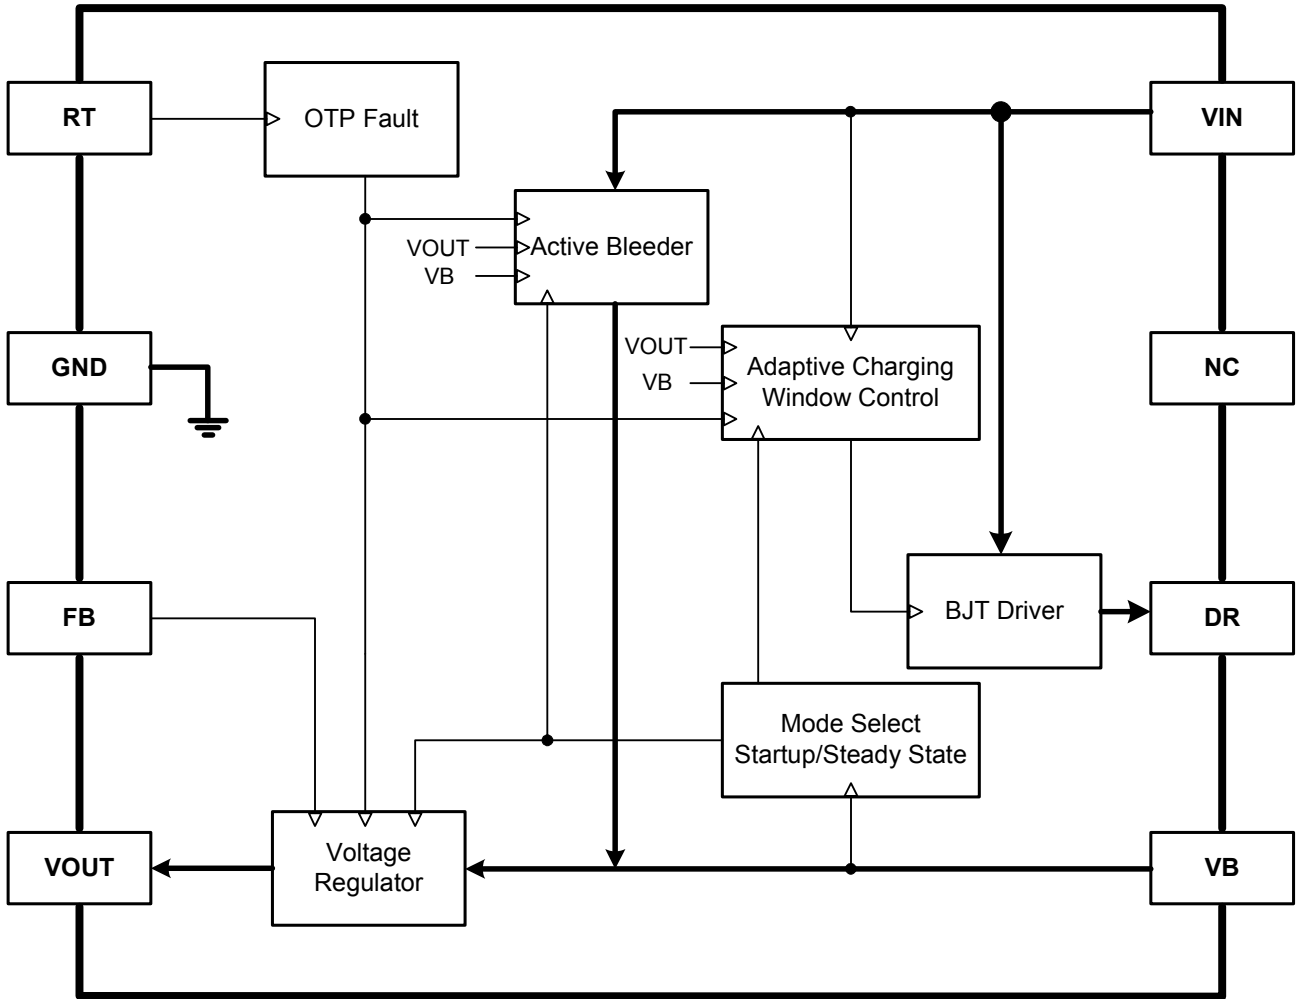 RT
OTP Fault
VIN
Active Bleeder
VOUT
VB
GND
VOUT
VB
Adaptive Charging
Window Control
NC
FB
BJT Driver
DR
Mode Select
Startup/Steady State
VOUT
Voltage
Regulator
VB